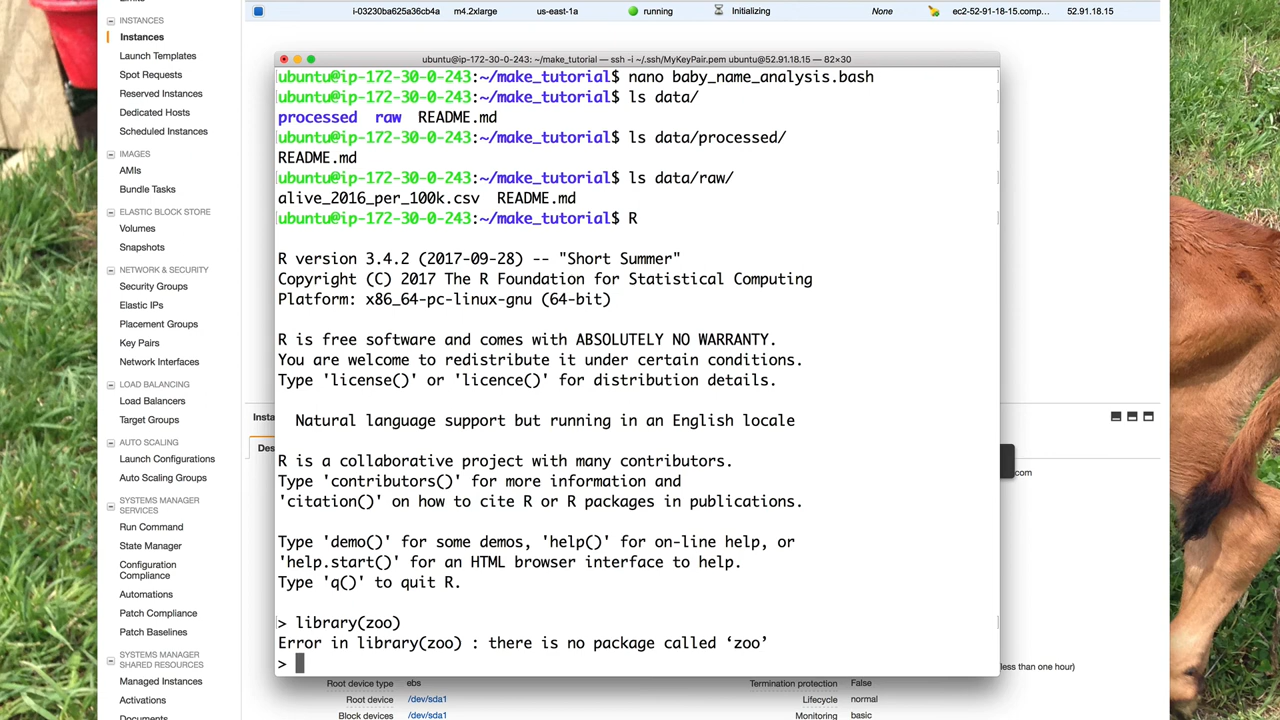 Limits
INSTANCES
Instances
Launch Templates
Spot Requests
Reserved Instances
Dedicated Hosts
Scheduled Instances
IMAGES
AMIs
Bundle Tasks
ELASTIC BLOCK STORE
Volumes
Snapshots
NETWORK & SECURITY
Security Groups
Elastic IPs
Placement Groups
Key Pairs
Network Interfaces
LOAD BALANCING
Load Balancers
Target Groups
AUTO SCALING
Launch Configurations
Auto Scaling Groups
SYSTEMS MANAGER
SERVICES
Run Command
State Manager
Configuration
Compliance
Automations
Patch Compliance
Patch Baselines
SYSTEMS MANAGER
SHARED RESOURCES
Managed Instances
Activations
Documents
i-03230ba625a36cb4a m4.2xlarge us-east-1a running Initializing None ec2-52-91-18-15.comp... 52.91.18.15
ubuntu@ip-172-30-0-243: ~/make_tutorial — ssh -i ~/.ssh/MyKeyPair.pem ubuntu@52.91.18.15 — 82×30
ubuntu@ip-172-30-0-243:~/make_tutorial$ nano baby_name_analysis.bash
ubuntu@ip-172-30-0-243:~/make_tutorial$ ls data/
processed raw README.md
ubuntu@ip-172-30-0-243:~/make_tutorial$ ls data/processed/
README.md
ubuntu@ip-172-30-0-243:~/make_tutorial$ ls data/raw/
alive_2016_per_100k.csv README.md
ubuntu@ip-172-30-0-243:~/make_tutorial$ R
R version 3.4.2 (2017-09-28) -- "Short Summer"
Copyright (C) 2017 The R Foundation for Statistical Computing
Platform: x86_64-pc-linux-gnu (64-bit)
R is free software and comes with ABSOLUTELY NO WARRANTY.
You are welcome to redistribute it under certain conditions.
Type 'license()' or 'licence()' for distribution details.
Natural language support but running in an English locale
R is a collaborative project with many contributors.
Type 'contributors()' for more information and
'citation()' on how to cite R or R packages in publications.
Type 'demo()' for some demos, 'help()' for on-line help, or
'help.start()' for an HTML browser interface to help.
Type 'q()' to quit R.
> library(zoo)
Error in library(zoo) : there is no package called ‘zoo’
>
Insta
Des
com
less than one hour)
Root device type ebs Termination protection False
Root device /dev/sda1 Lifecycle normal
Block devices /dev/sda1 Monitoring basic